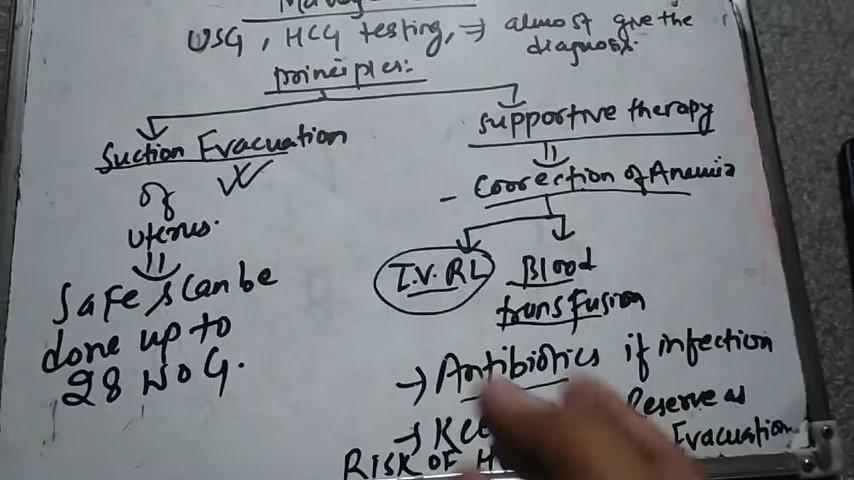 USG, HCG testing, ⇒ almost give the
diagnosis.
principles:
Suction Evacuation
of
uterus.
Safe, can be
done up to
28 WOG.
supportive therapy
- Correction of Anemia
I.V. RL
Blood
transfusion
→ Antibiotics if infection
→ Reserve as
RISK OF Evacuation